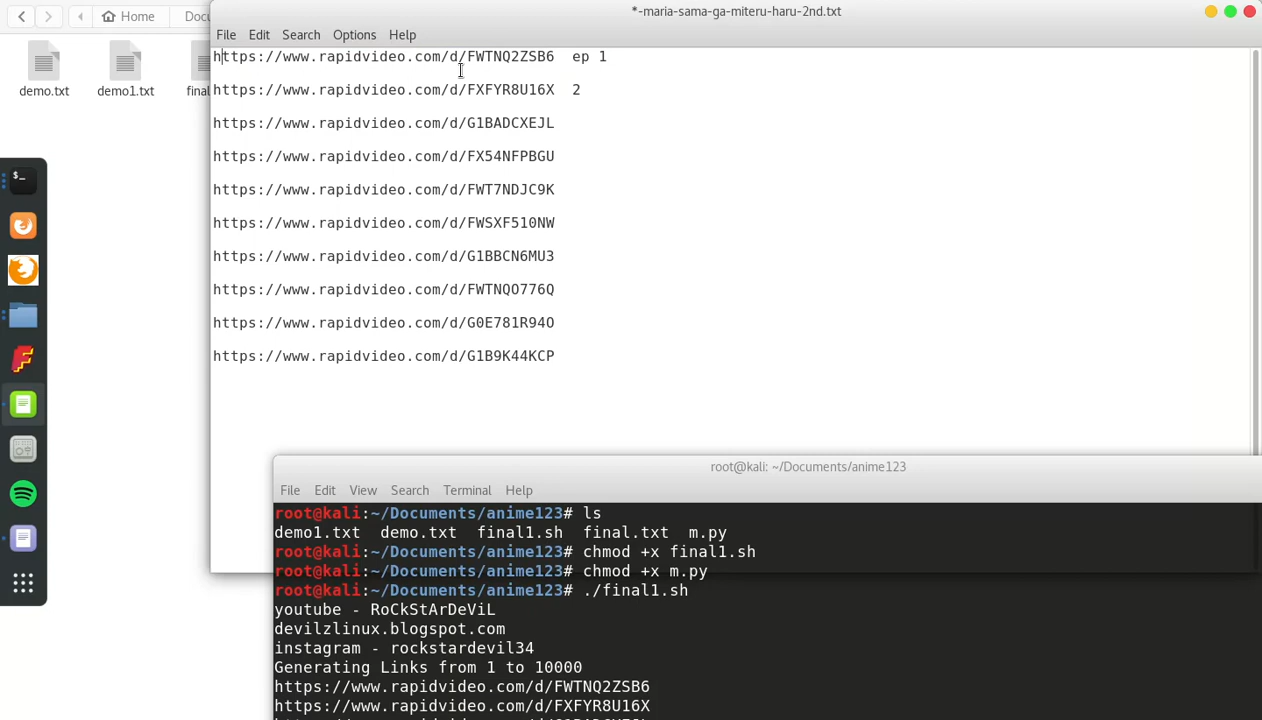 Home
Docu
demo.txt
demo1.txt
final
*-maria-sama-ga-miteru-haru-2nd.txt
File Edit Search Options Help
https://www.rapidvideo.com/d/FWTNQ2ZSB6  ep 1
https://www.rapidvideo.com/d/FXFYR8U16X  2
https://www.rapidvideo.com/d/G1BADCXEJL
https://www.rapidvideo.com/d/FX54NFPBGU
https://www.rapidvideo.com/d/FWT7NDJC9K
https://www.rapidvideo.com/d/FWSXF510NW
https://www.rapidvideo.com/d/G1BBCN6MU3
https://www.rapidvideo.com/d/FWTNQO776Q
https://www.rapidvideo.com/d/G0E781R94O
https://www.rapidvideo.com/d/G1B9K44KCP
root@kali: ~/Documents/anime123
File Edit View Search Terminal Help
root@kali:~/Documents/anime123# ls
demo1.txt  demo.txt  final1.sh  final.txt  m.py
root@kali:~/Documents/anime123# chmod +x final1.sh
root@kali:~/Documents/anime123# chmod +x m.py
root@kali:~/Documents/anime123# ./final1.sh
youtube - RoCkStArDeViL
devilzlinux.blogspot.com
instagram - rockstardevil34
Generating Links from 1 to 10000
https://www.rapidvideo.com/d/FWTNQ2ZSB6
https://www.rapidvideo.com/d/FXFYR8U16X